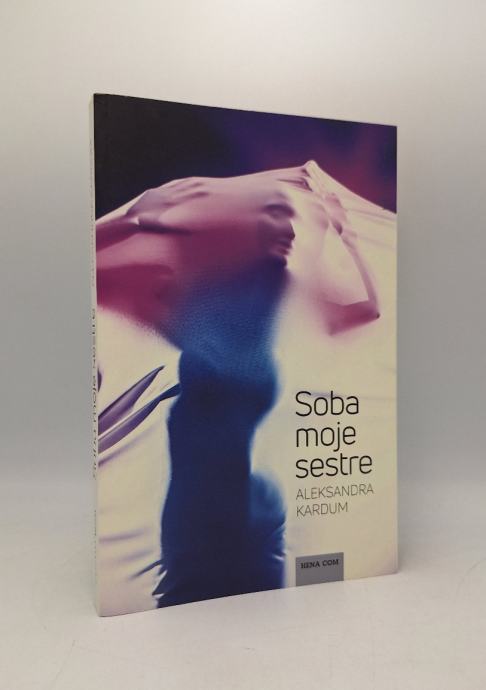 Soba
moje
sestre
ALEKSANDRA
KARDUM
HENA COM